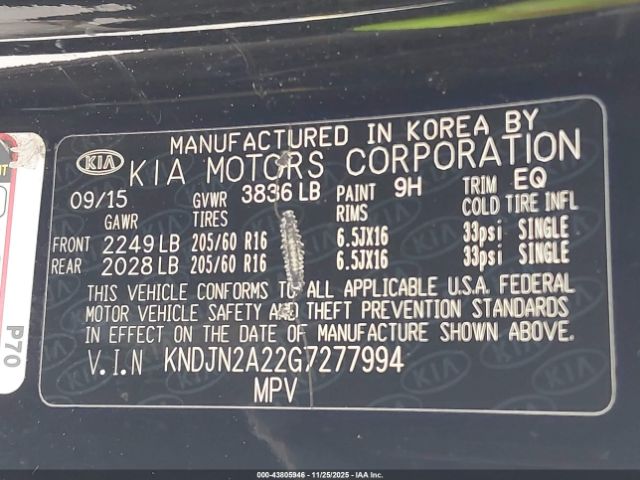 MANUFACTURED IN KOREA BY
KIA KIA MOTORS CORPORATION
09/15 GVWR 3836 LB PAINT 9H TRIM EQ
GAWR TIRES RIMS COLD TIRE INFL
FRONT 2249 LB 205/60 R16 6.5JX16 33psi SINGLE
REAR 2028 LB 205/60 R16 6.5JX16 33psi SINGLE
THIS VEHICLE CONFORMS TO ALL APPLICABLE U.S.A. FEDERAL
MOTOR VEHICLE SAFETY AND THEFT PREVENTION STANDARDS
IN EFFECT ON THE DATE OF MANUFACTURE SHOWN ABOVE.
V.I.N KNDJN2A22G7277994
MPV
P70
000-43805946 - 11/25/2025 - IAA Inc.